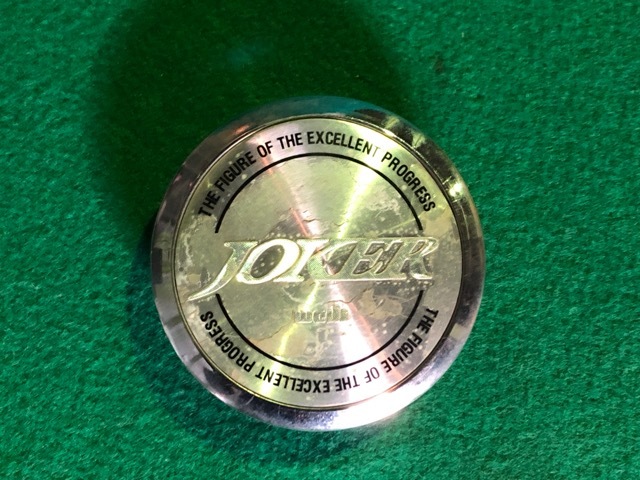 THE FIGURE OF THE EXCELLENT PROGRESS
JOKER
THE FIGURE OF THE EXCELLENT PROGRESS